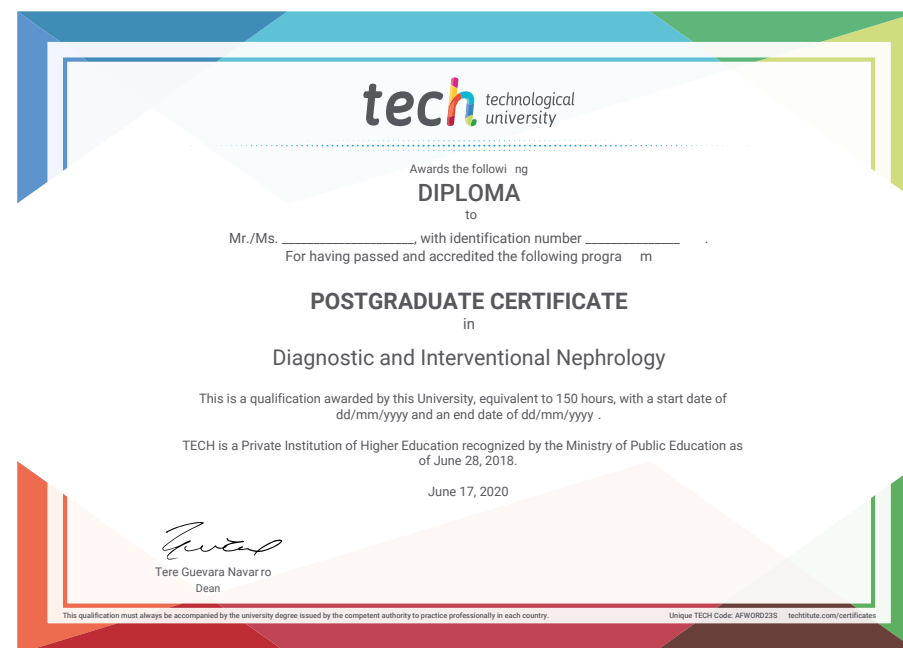 tech technological
university
Awards the followi ng
DIPLOMA
to
Mr./Ms. ____________________, with identification number ______________ .
For having passed and accredited the following progra m
POSTGRADUATE CERTIFICATE
in
Diagnostic and Interventional Nephrology
This is a qualification awarded by this University, equivalent to 150 hours, with a start date of
dd/mm/yyyy and an end date of dd/mm/yyyy .
TECH is a Private Institution of Higher Education recognized by the Ministry of Public Education as
of June 28, 2018.
June 17, 2020
Tere Guevara Navar ro
Dean
This qualification must always be accompanied by the university degree issued by the competent authority to practice professionally in each country. Unique TECH Code: AFWORD23S techtitute.com/certificates